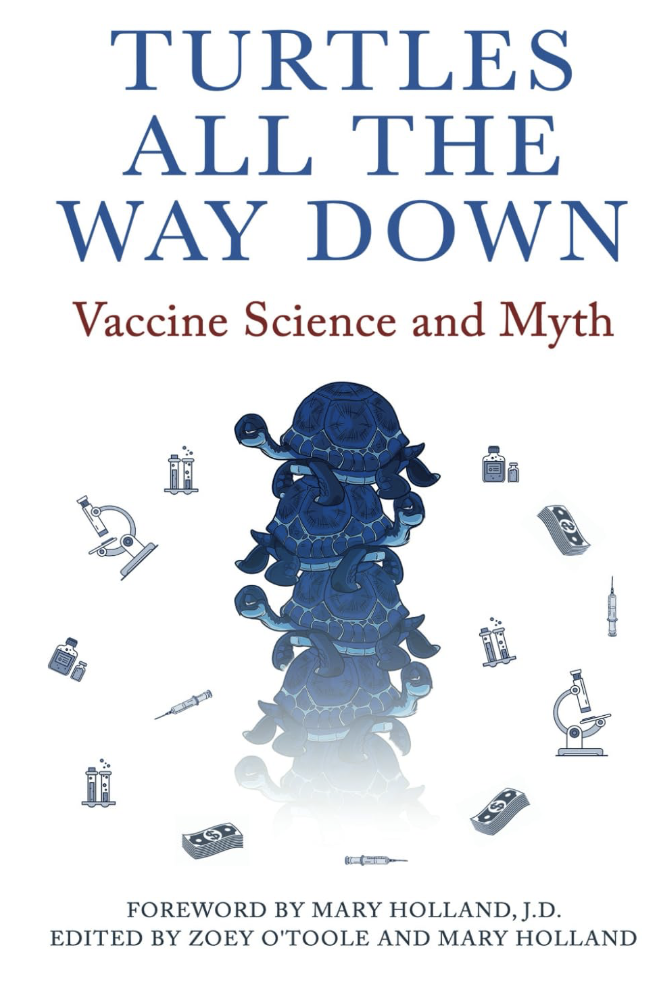 TURTLES
ALL THE
WAY DOWN
Vaccine Science and Myth
FOREWORD BY MARY HOLLAND, J.D.
EDITED BY ZOEY O'TOOLE AND MARY HOLLAND